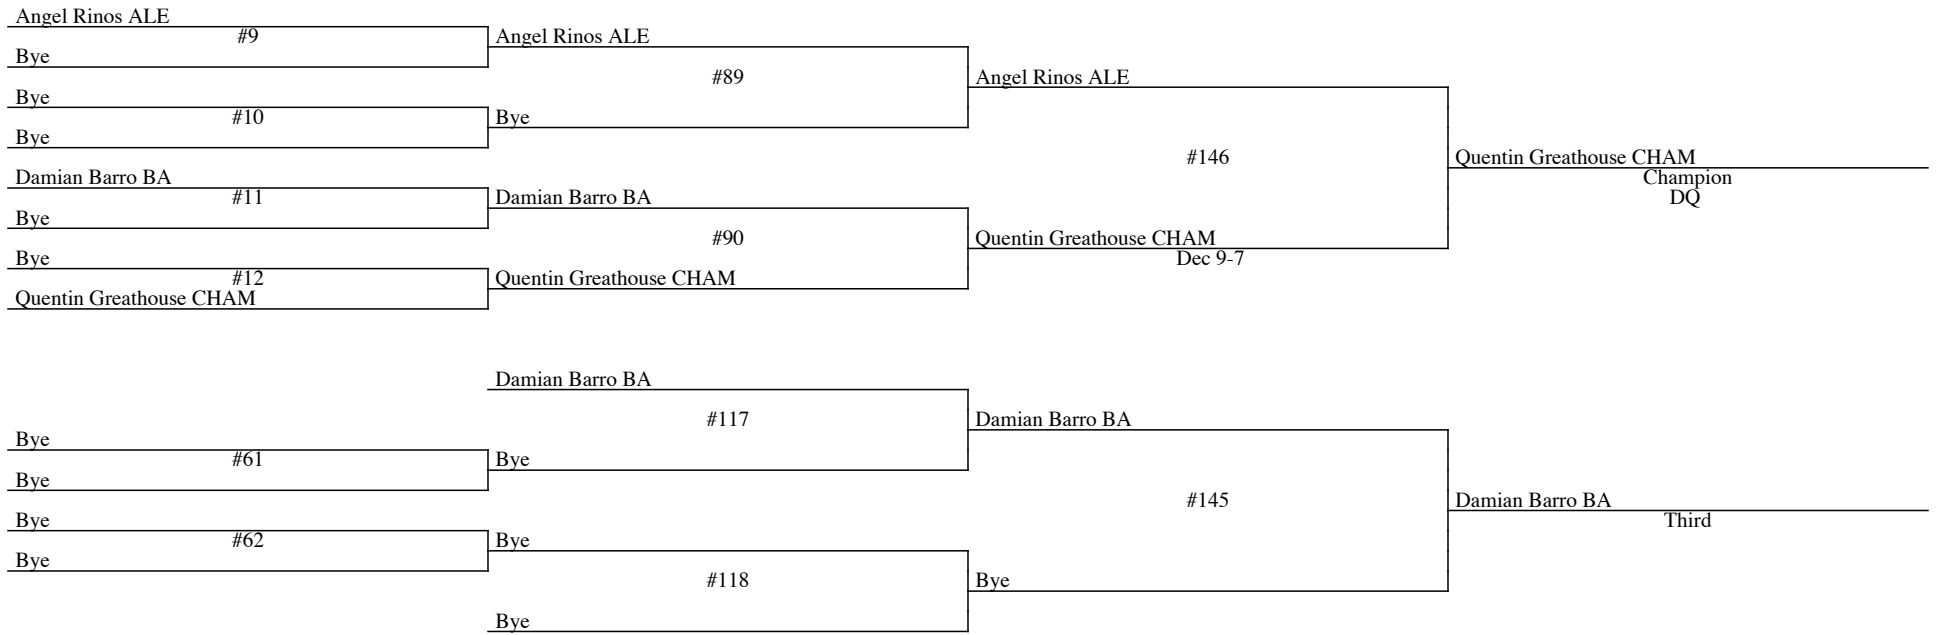 Angel Rinos ALE
#9
Bye
Angel Rinos ALE
#89
Bye
#10
Bye
Bye
Angel Rinos ALE
#146
Damian Barro BA
#11
Bye
Damian Barro BA
#90
Bye
#12
Quentin Greathouse CHAM
Quentin Greathouse CHAM
Quentin Greathouse CHAM
Dec 9-7
Quentin Greathouse CHAM
Champion
DQ
Damian Barro BA
#117
Bye
#61
Bye
Bye
Damian Barro BA
#145
Bye
#62
Bye
Bye
#118
Bye
Bye
Damian Barro BA
Third